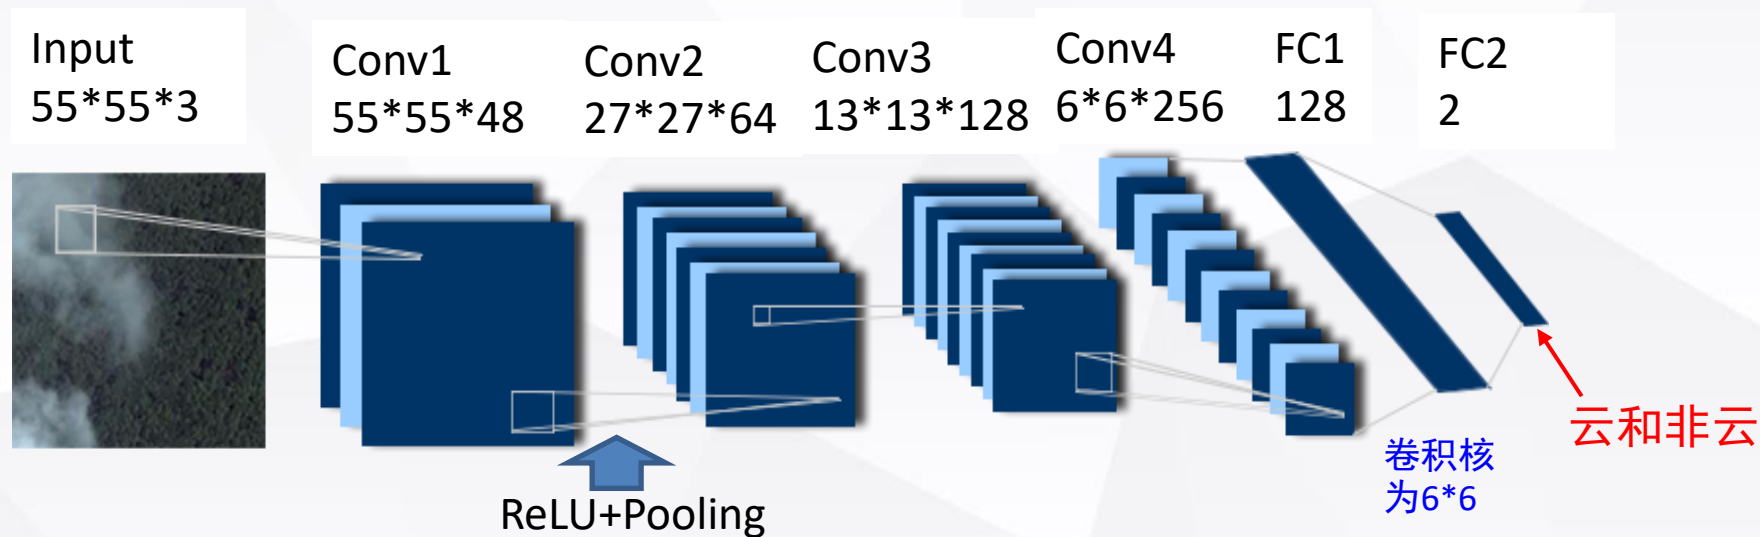 Input
55*55*3
Conv1
55*55*48
Conv2
27*27*64
Conv3
13*13*128
Conv4
6*6*256
FC1
128
FC2
2
云和非云
卷积核
为6*6
ReLU+Pooling